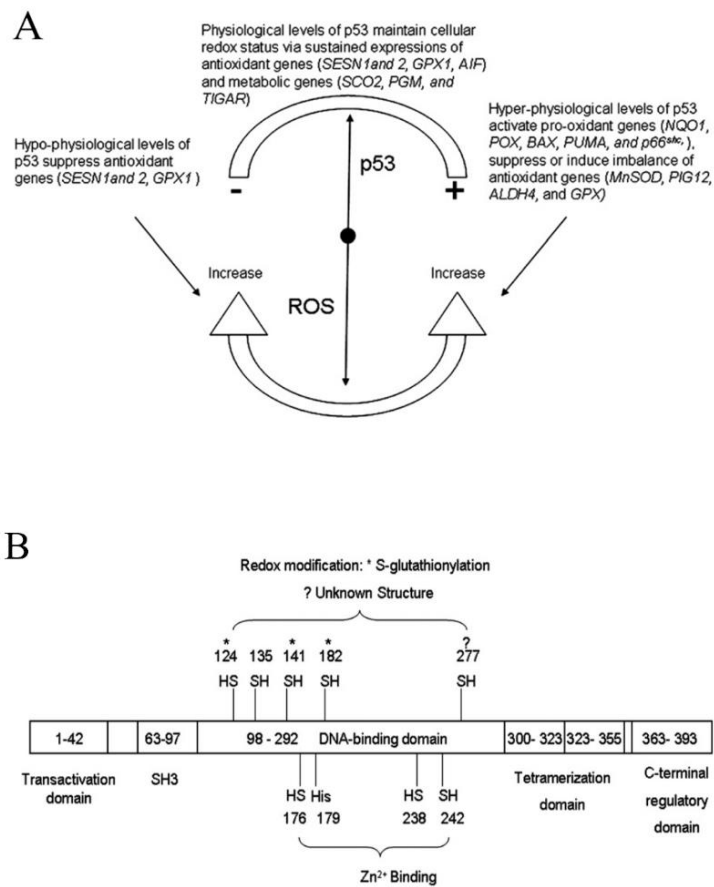 A
Physiological levels of p53 maintain cellular
redox status via sustained expressions of
antioxidant genes (SESN1and 2, GPX1, AIF)
and metabolic genes (SCO2, PGM, and
TIGAR)
Hypo-physiological levels of
p53 suppress antioxidant
genes (SESN1and 2, GPX1 )
Hyper-physiological levels of p53
activate pro-oxidant genes (NQO1,
POX, BAX, PUMA, and p66shc, ),
suppress or induce imbalance of
antioxidant genes (MnSOD, PIG12,
ALDH4, and GPX)
p53
- +
Increase Increase
ROS
B
Redox modification: * S-glutathionylation
? Unknown Structure
* * * ?
124 135 141 182 277
HS SH SH SH SH
1-42 63-97 98 - 292 DNA-binding domain 300- 323 323- 355 363- 393
Transactivation
domain
SH3
Tetramerization
domain
C-terminal
regulatory
domain
HS His HS SH
176 179 238 242
Zn2+ Binding